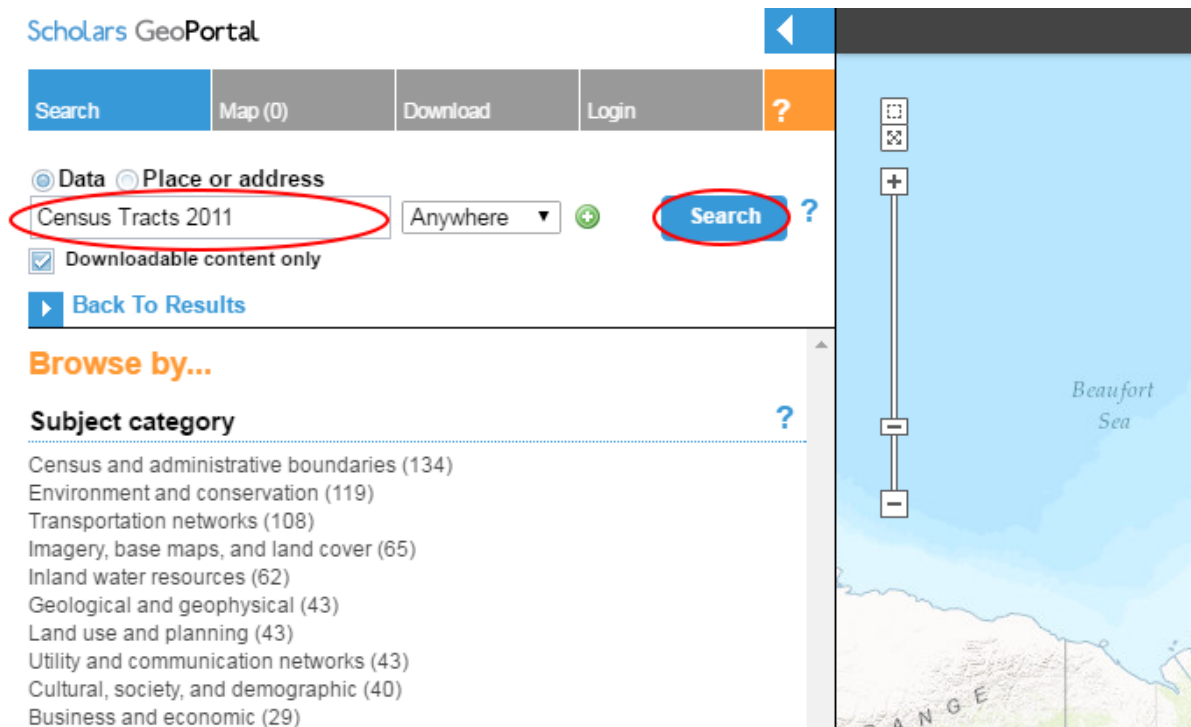 Scholars GeoPortal
Search Map (0) Download Login ?
Data Place or address
Census Tracts 2011 Anywhere Search ?
Downloadable content only
Back To Results
Browse by...
Subject category ?
Census and administrative boundaries (134)
Environment and conservation (119)
Transportation networks (108)
Imagery, base maps, and land cover (65)
Inland water resources (62)
Geological and geophysical (43)
Land use and planning (43)
Utility and communication networks (43)
Cultural, society, and demographic (40)
Business and economic (29)
Beaufort
Sea